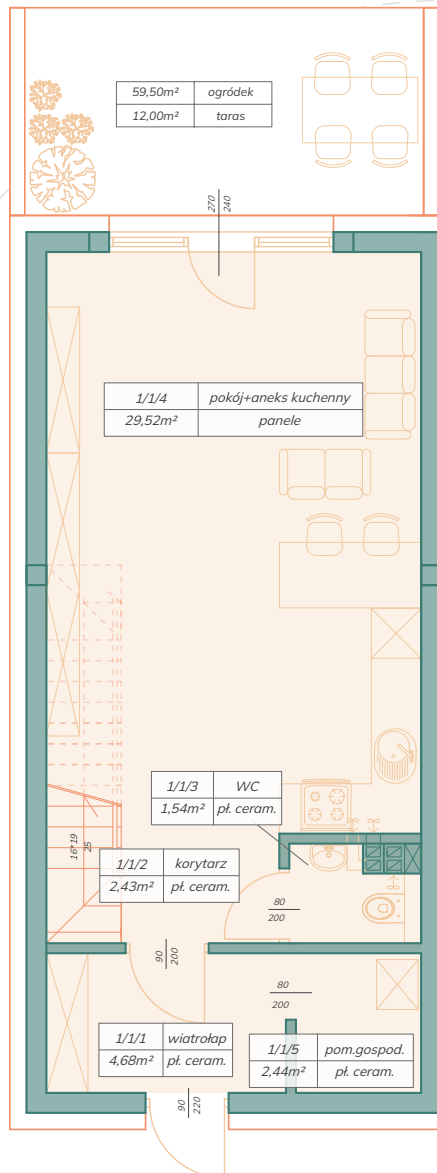 59,50m² ogródek
12,00m² taras
270
240
1/1/4 pokój+aneks kuchenny
29,52m² panele
1/1/3 WC
1,54m² pł. ceram.
16*19
25
1/1/2 korytarz
2,43m² pł. ceram.
80
200
90
200
80
200
1/1/1 wiatrołap
4,68m² pł. ceram.
1/1/5 pom.gospod.
2,44m² pł. ceram.
90
220